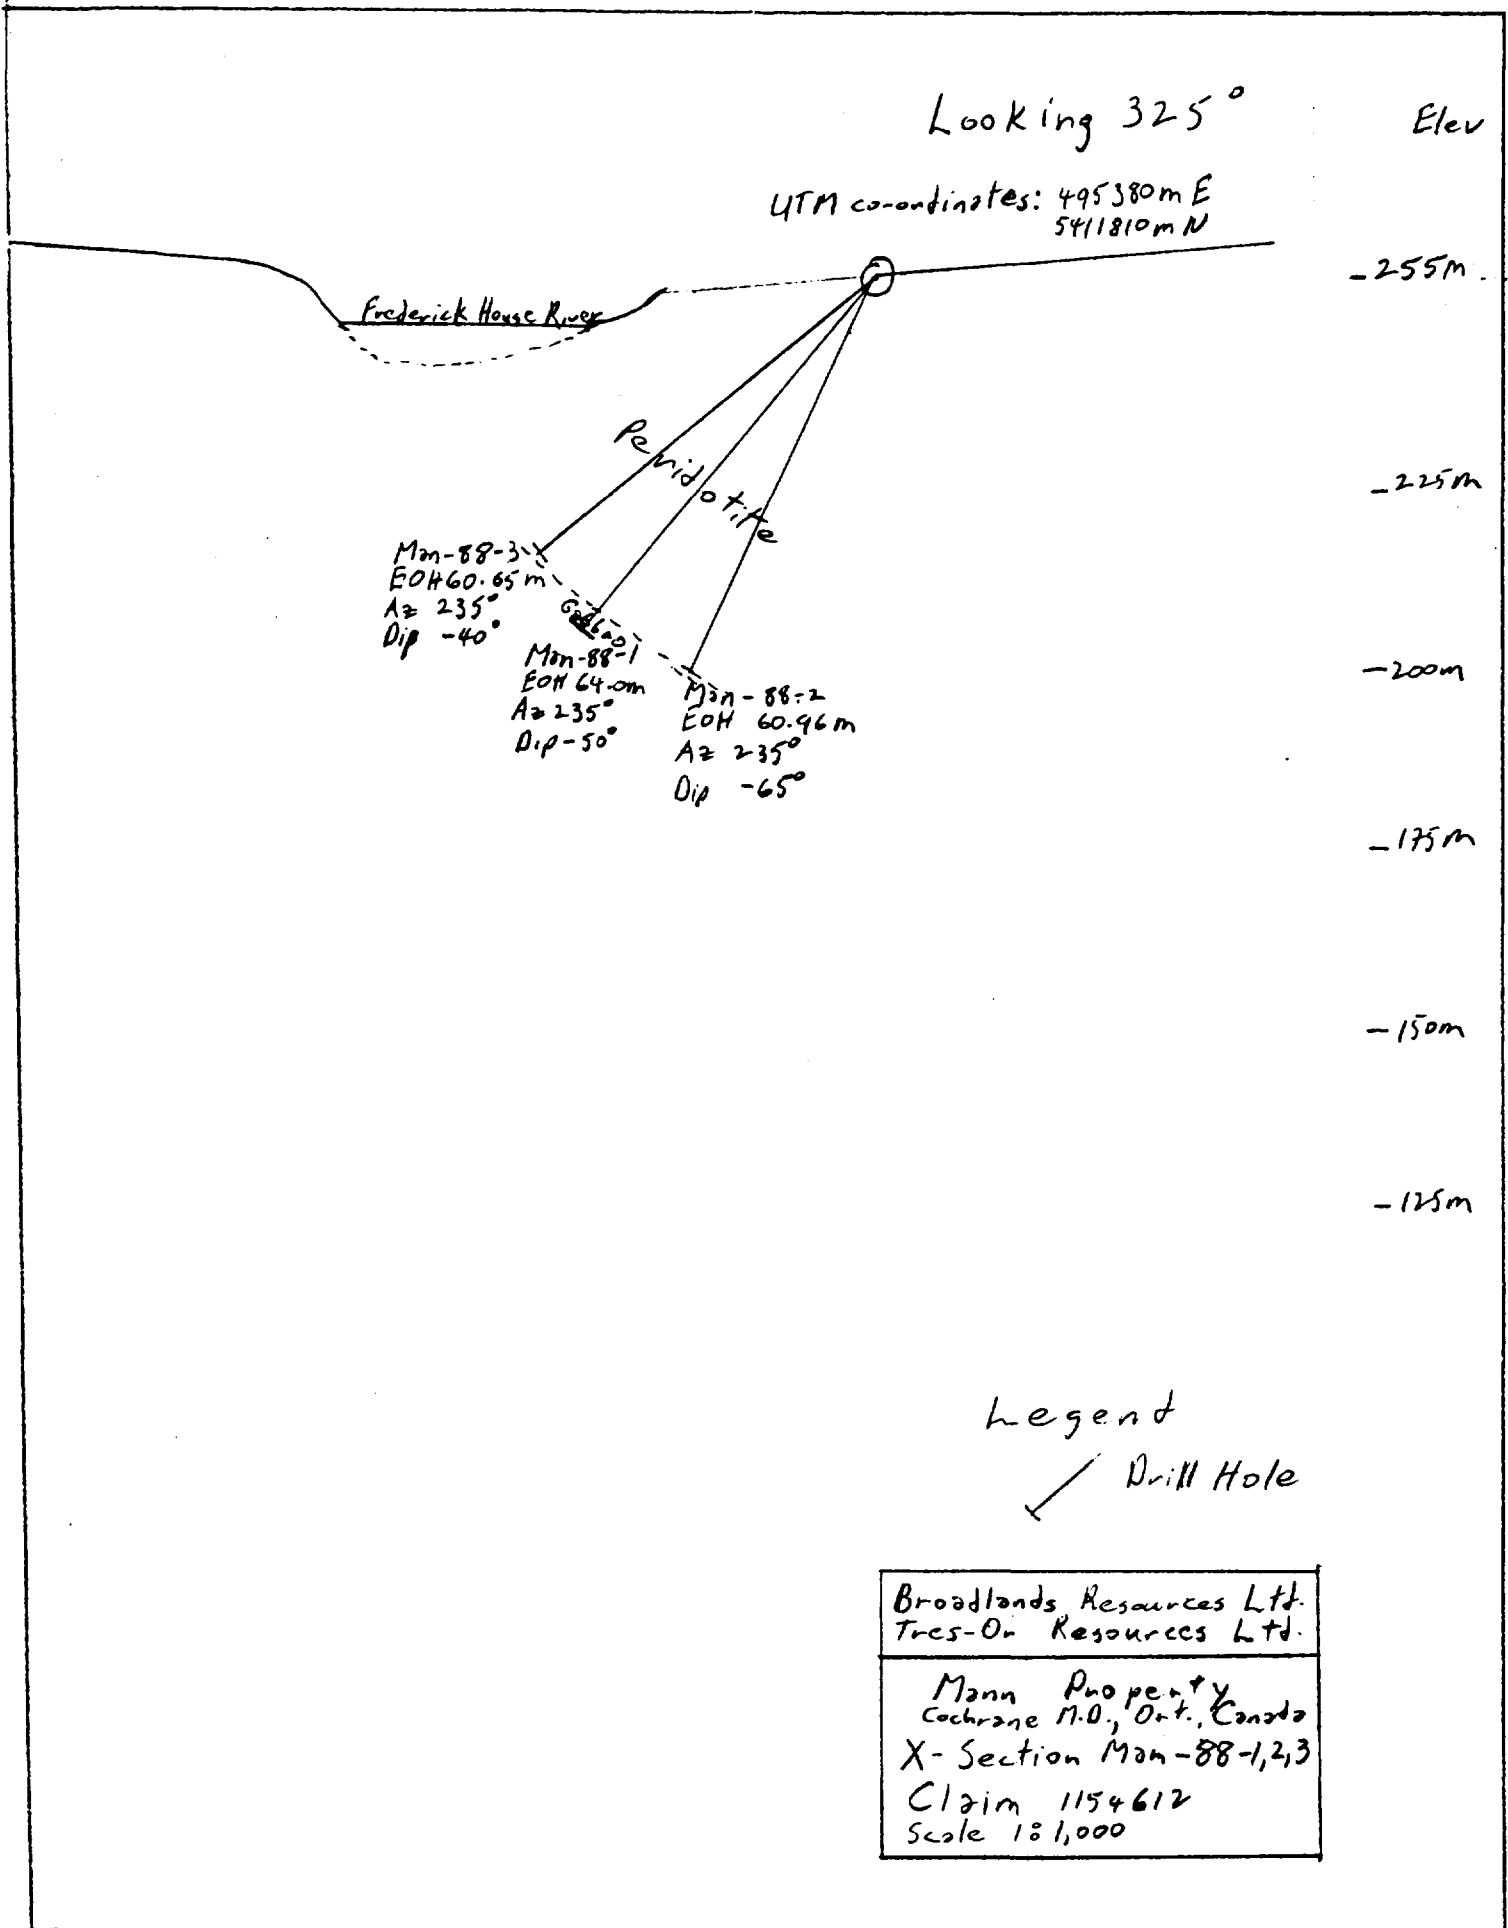 Looking 325°
Elev
UTM co-ordinates: 495380m E
5411810m N
-255m
Frederick House River
-225m
Peridotite
Man-88-3
EOH 60.65m
Az 235°
Dip -40°
Gabbro
Man-88-1
EOH 64.0m
Az 235°
Dip -50°
-200m
Man-88-2
EOH 60.96m
Az 235°
Dip -65°
-175m
-150m
-125m
Legend
Drill Hole
Broadlands Resources Ltd.
Tres-Or Resources Ltd.
Mann Property
Cochrane M.D., Ont., Canada
X-Section Man-88-1,2,3
Claim 1154612
Scale 1:1,000